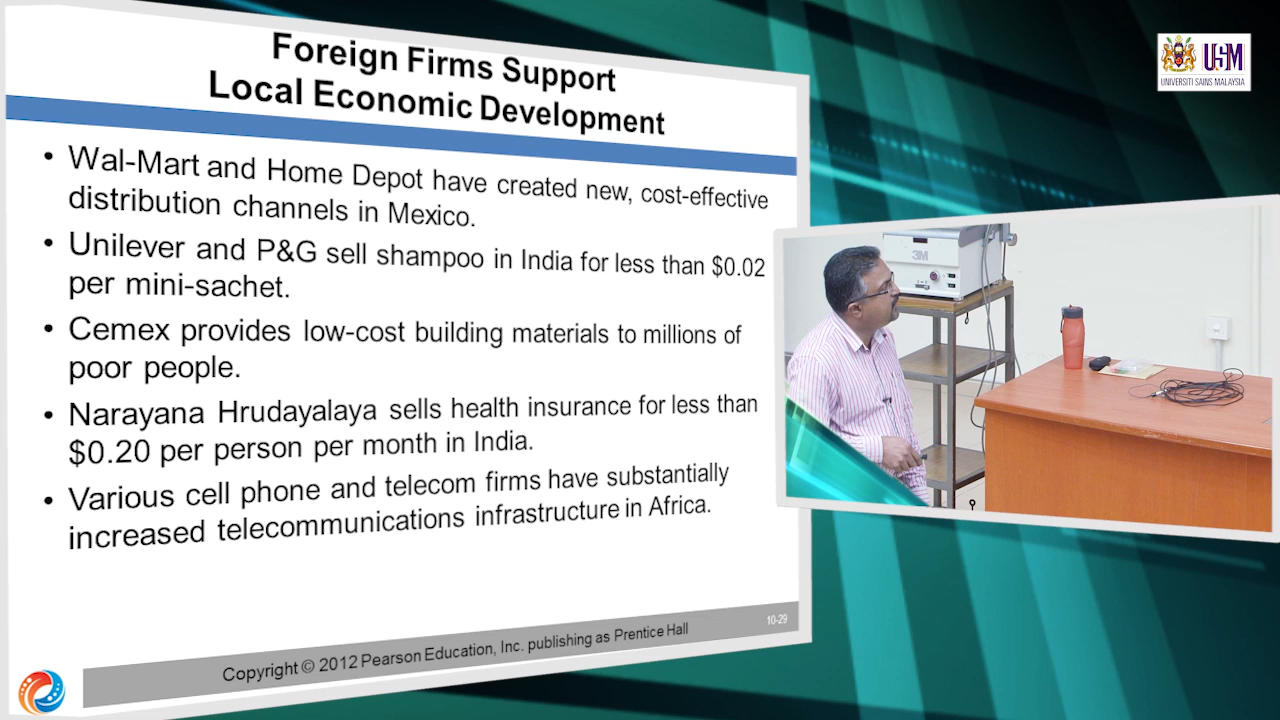 Foreign Firms Support
Local Economic Development
• Wal-Mart and Home Depot have created new, cost-effective
distribution channels in Mexico.
• Unilever and P&G sell shampoo in India for less than $0.02
per mini-sachet.
• Cemex provides low-cost building materials to millions of
poor people.
• Narayana Hrudayalaya sells health insurance for less than
$0.20 per person per month in India.
• Various cell phone and telecom firms have substantially
increased telecommunications infrastructure in Africa.
Copyright © 2012 Pearson Education, Inc. publishing as Prentice Hall
10-29
USM
UNIVERSITI SAINS MALAYSIA
3M